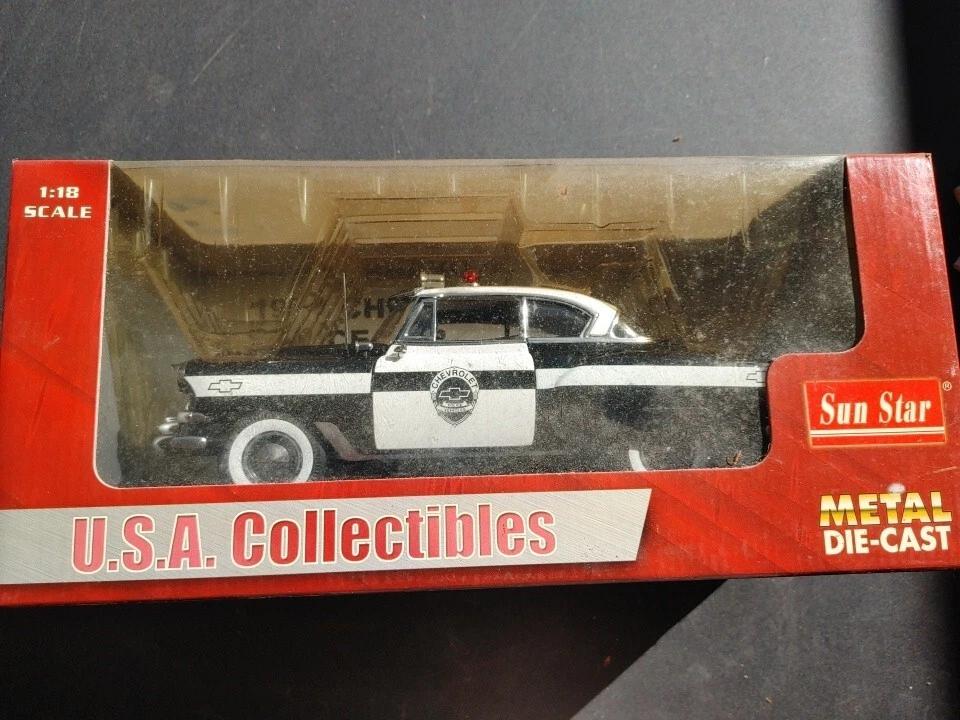 1:18
SCALE
CHEVROLET
Sun Star®
METAL
DIE-CAST
U.S.A. Collectibles